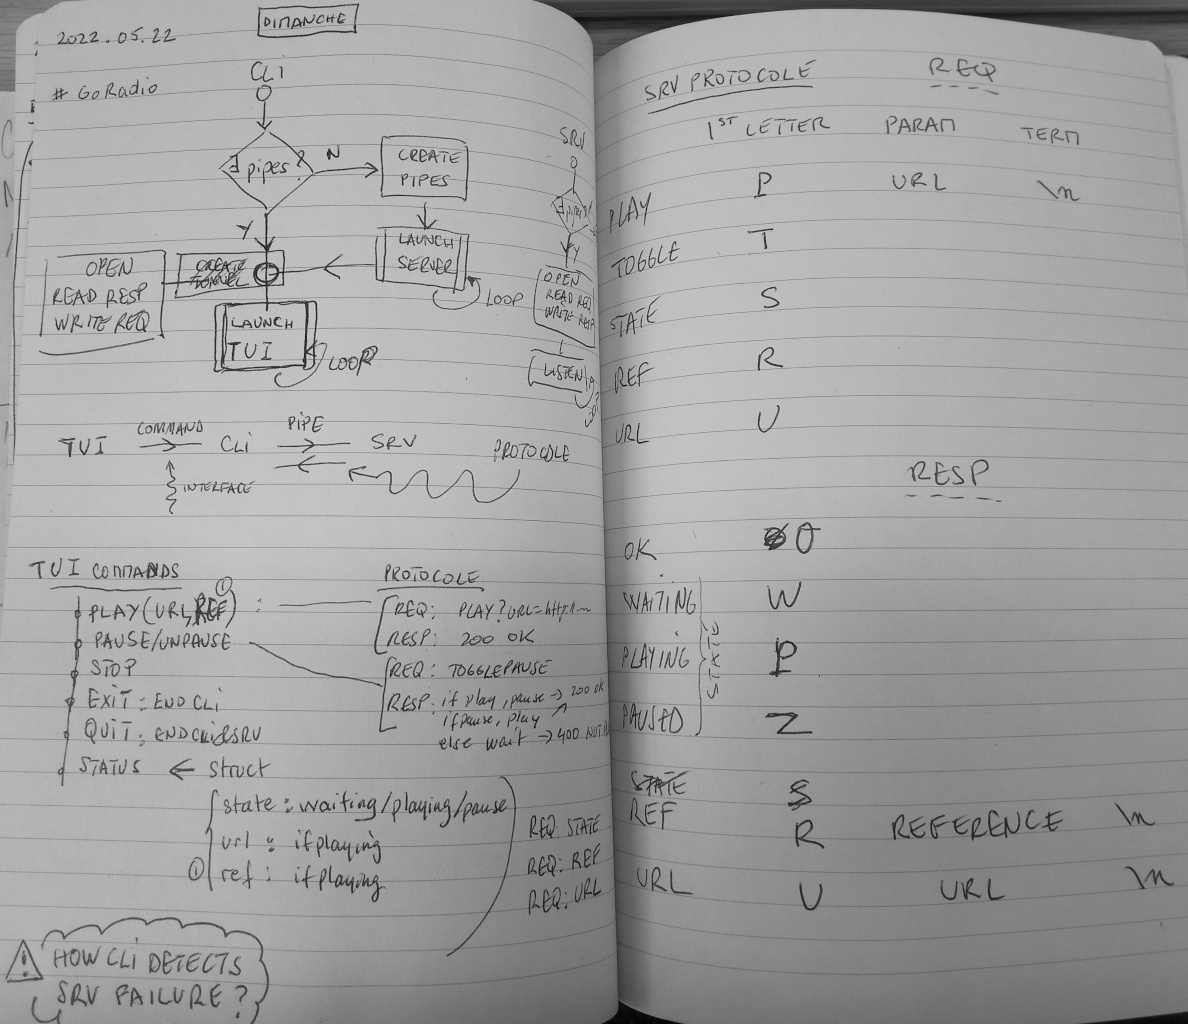 2022.05.22
DIMANCHE
# GoRadio
CLi
∃ pipes?
N
CREATE
PIPES
Y
LAUNCH
SERVER
LOOP
OPEN
READ RESP
WRITE REQ
CREATE
LAUNCH
TUI
LOOP
SRV
∃ pipes?
Y
OPEN
READ REQ
WRITE RESP
LISTEN
TUI
COMMAND
CLi
PIPE
SRV
PROTOCOLE
INTERFACE
TUI COMMANDS
PLAY(URL, REF) :
①
PAUSE/UNPAUSE
STOP
EXIT : END CLi
QUIT : END CLi & SRV
STATUS ← struct
state : waiting/playing/pause
url : if playing
① ref : if playing
PROTOCOLE
REQ: PLAY?URL=http://
RESP: 200 OK
REQ: TOGGLEPAUSE
RESP: if play, pause → 200 ok
if pause, play
else wait → 400
REQ STATE
REQ: REF
REQ: URL
HOW CLi DETECTS
SRV FAILURE ?
SRV PROTOCOLE
REQ
1ST LETTER PARAM TERM
PLAY P URL \n
TOGGLE T
STATE S
REF R
URL U
RESP
OK O
WAITING W
PLAYING P
PAUSED Z
STATE
STATE S
REF R REFERENCE \n
URL U URL \n